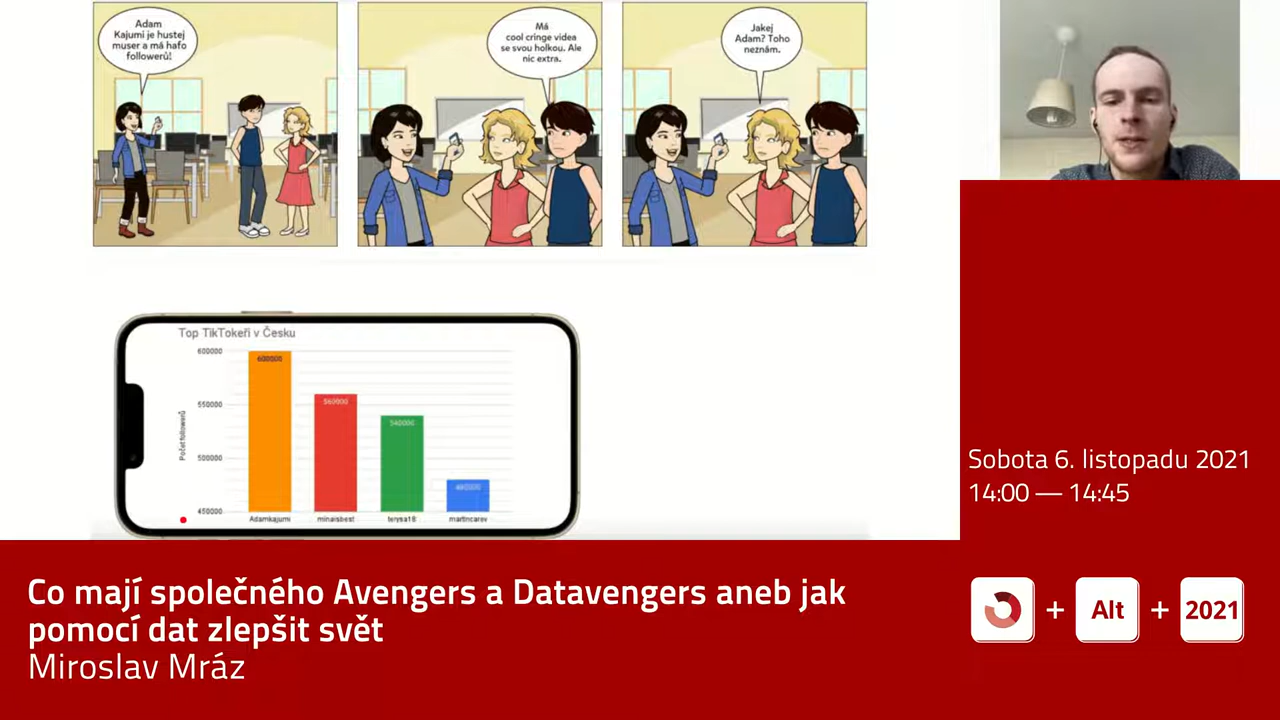 Adam
Kajumi je hustej
muser a má hafo
followerů!
Má
cool cringe videa
se svou holkou. Ale
nic extra.
Jakej
Adam? Toho
neznám.
Top TikTokeři v Česku
600000
550000
500000
450000
Počet followerů
600000
560000
540000
480000
Adamkajumi
minaisbest
terysa18
martincarev
Sobota 6. listopadu 2021
14:00 — 14:45
Co mají společného Avengers a Datavengers aneb jak
pomocí dat zlepšit svět
Miroslav Mráz
+ Alt + 2021